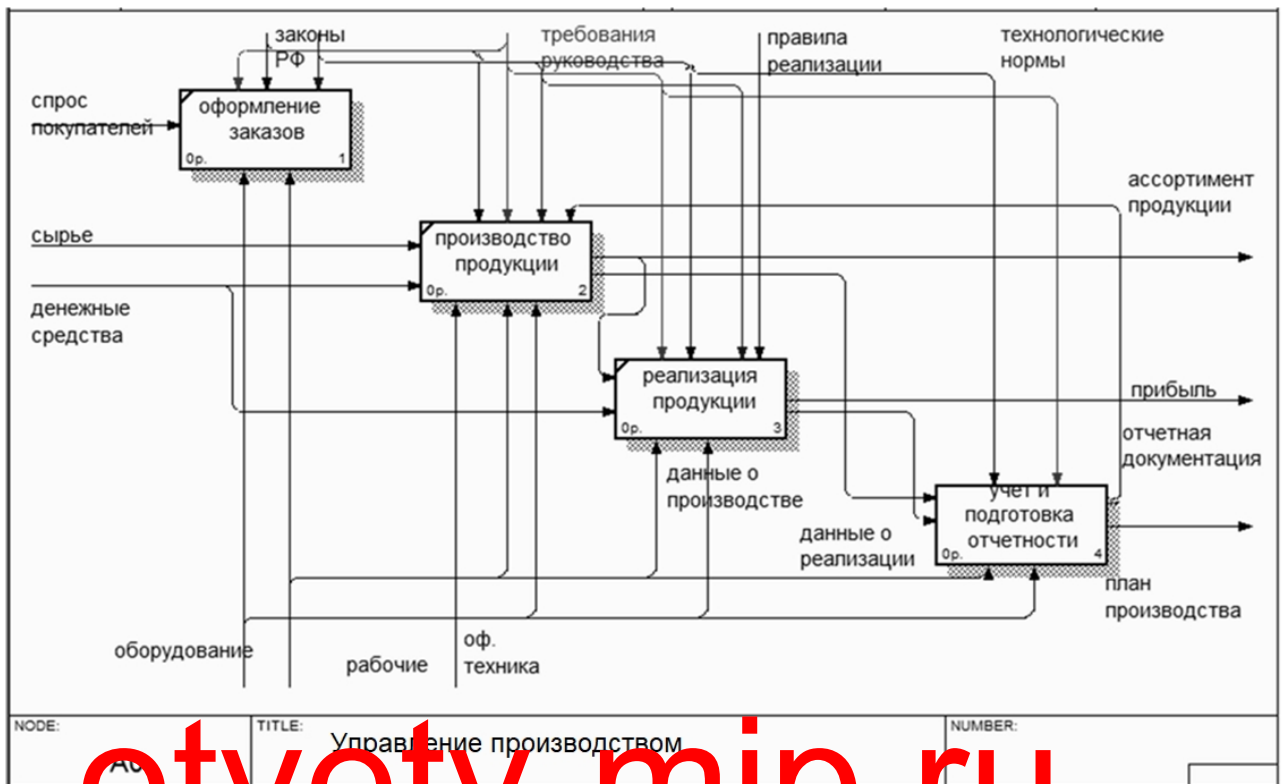 законы
РФ
требования
руководства
правила
реализации
технологические
нормы
спрос
покупателей
оформление
заказов
0р. 1
ассортимент
продукции
сырье
производство
продукции
0р. 2
денежные
средства
реализация
продукции
0р. 3
прибыль
отчетная
документация
данные о
производстве
учет и
подготовка
отчетности
0р. 4
данные о
реализации
план
производства
оборудование
рабочие
оф.
техника
NODE:
TITLE:
Управление производством
NUMBER:
otvety-mip.ru